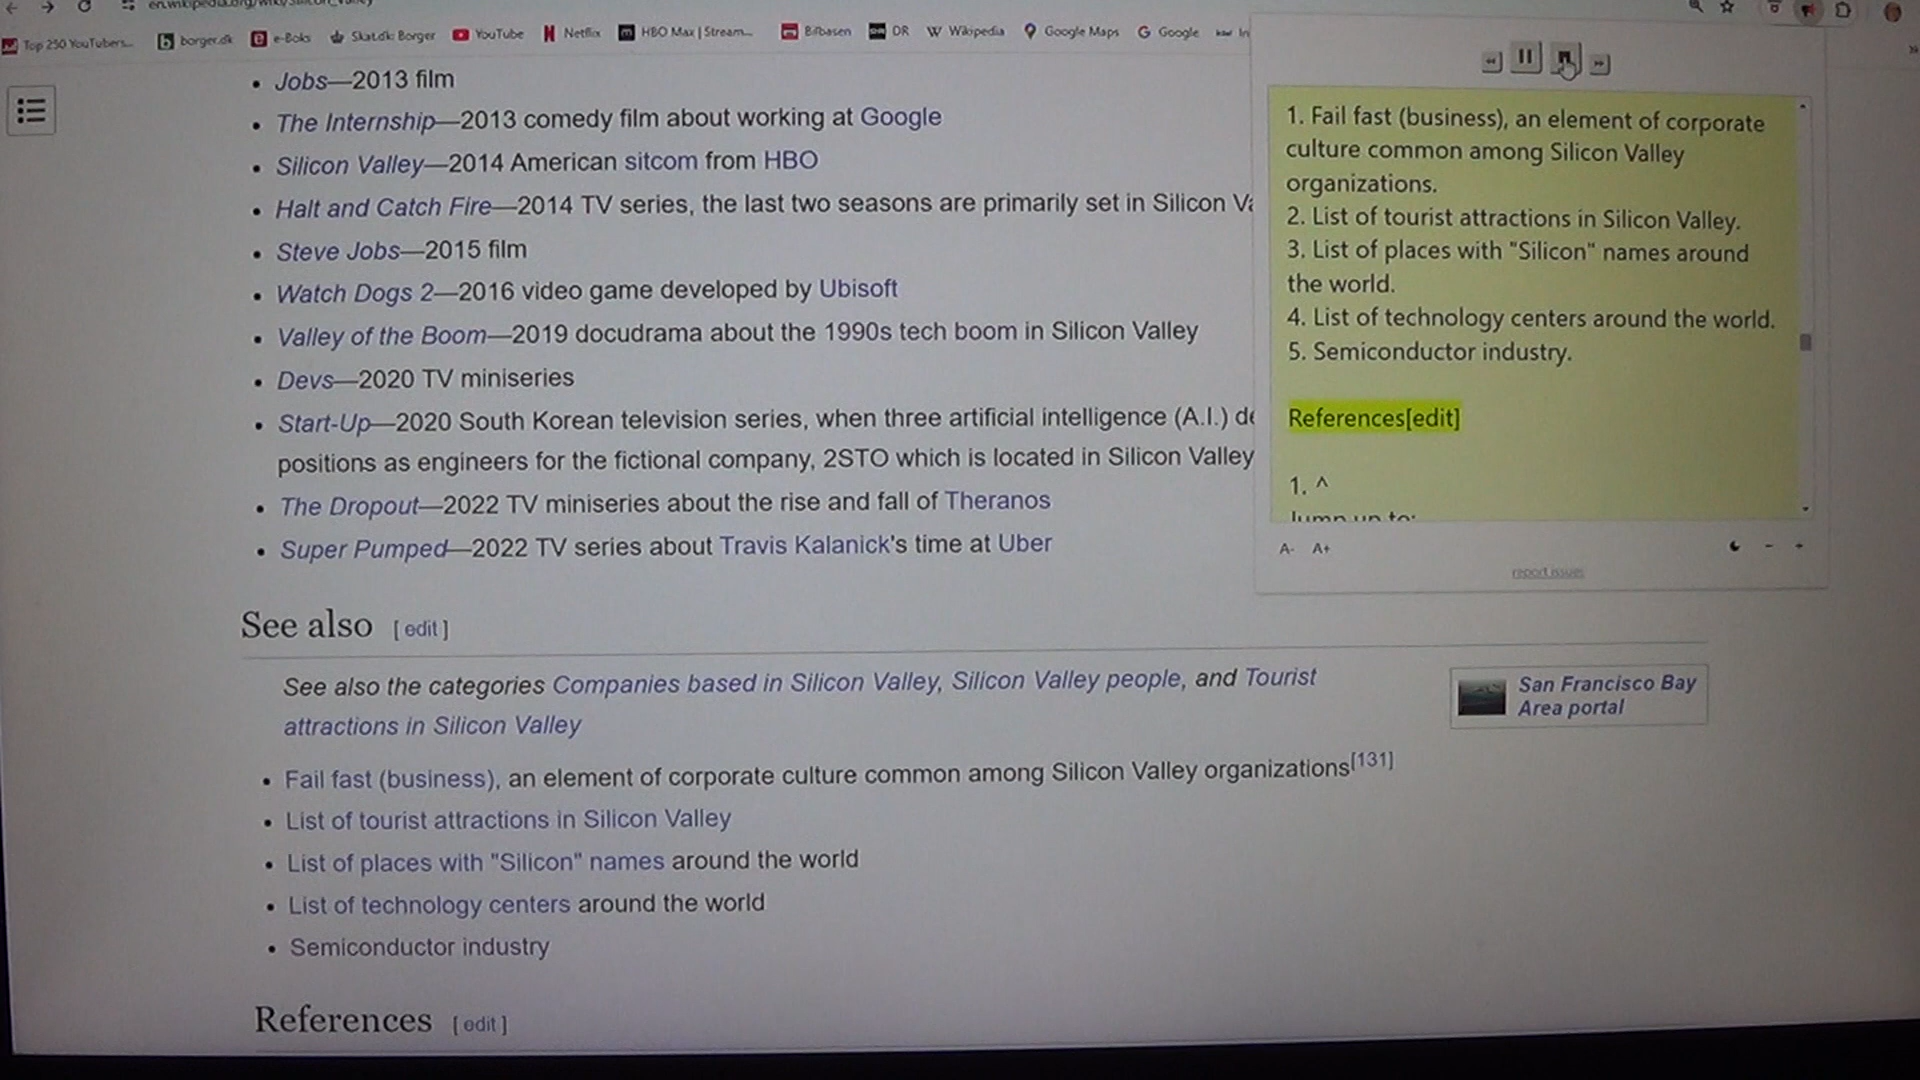 en.wikipedia.org/wiki/Silicon_Valley
Top 250 YouTubers...
borger.dk
e-Boks
Skat.dk: Borger
YouTube
Netflix
HBO Max | Stream...
Bilbasen
DR
Wikipedia
Google Maps
Google
In
Jobs—2013 film
The Internship—2013 comedy film about working at Google
Silicon Valley—2014 American sitcom from HBO
Halt and Catch Fire—2014 TV series, the last two seasons are primarily set in Silicon Va
Steve Jobs—2015 film
Watch Dogs 2—2016 video game developed by Ubisoft
Valley of the Boom—2019 docudrama about the 1990s tech boom in Silicon Valley
Devs—2020 TV miniseries
Start-Up—2020 South Korean television series, when three artificial intelligence (A.I.) de
positions as engineers for the fictional company, 2STO which is located in Silicon Valley
The Dropout—2022 TV miniseries about the rise and fall of Theranos
Super Pumped—2022 TV series about Travis Kalanick's time at Uber
1. Fail fast (business), an element of corporate
culture common among Silicon Valley
organizations.
2. List of tourist attractions in Silicon Valley.
3. List of places with "Silicon" names around
the world.
4. List of technology centers around the world.
5. Semiconductor industry.
References[edit]
1. ^
Jump up to:
A- A+
- +
report issues
See also [ edit ]
See also the categories Companies based in Silicon Valley, Silicon Valley people, and Tourist
attractions in Silicon Valley
San Francisco Bay
Area portal
Fail fast (business), an element of corporate culture common among Silicon Valley organizations[131]
List of tourist attractions in Silicon Valley
List of places with "Silicon" names around the world
List of technology centers around the world
Semiconductor industry
References [ edit ]